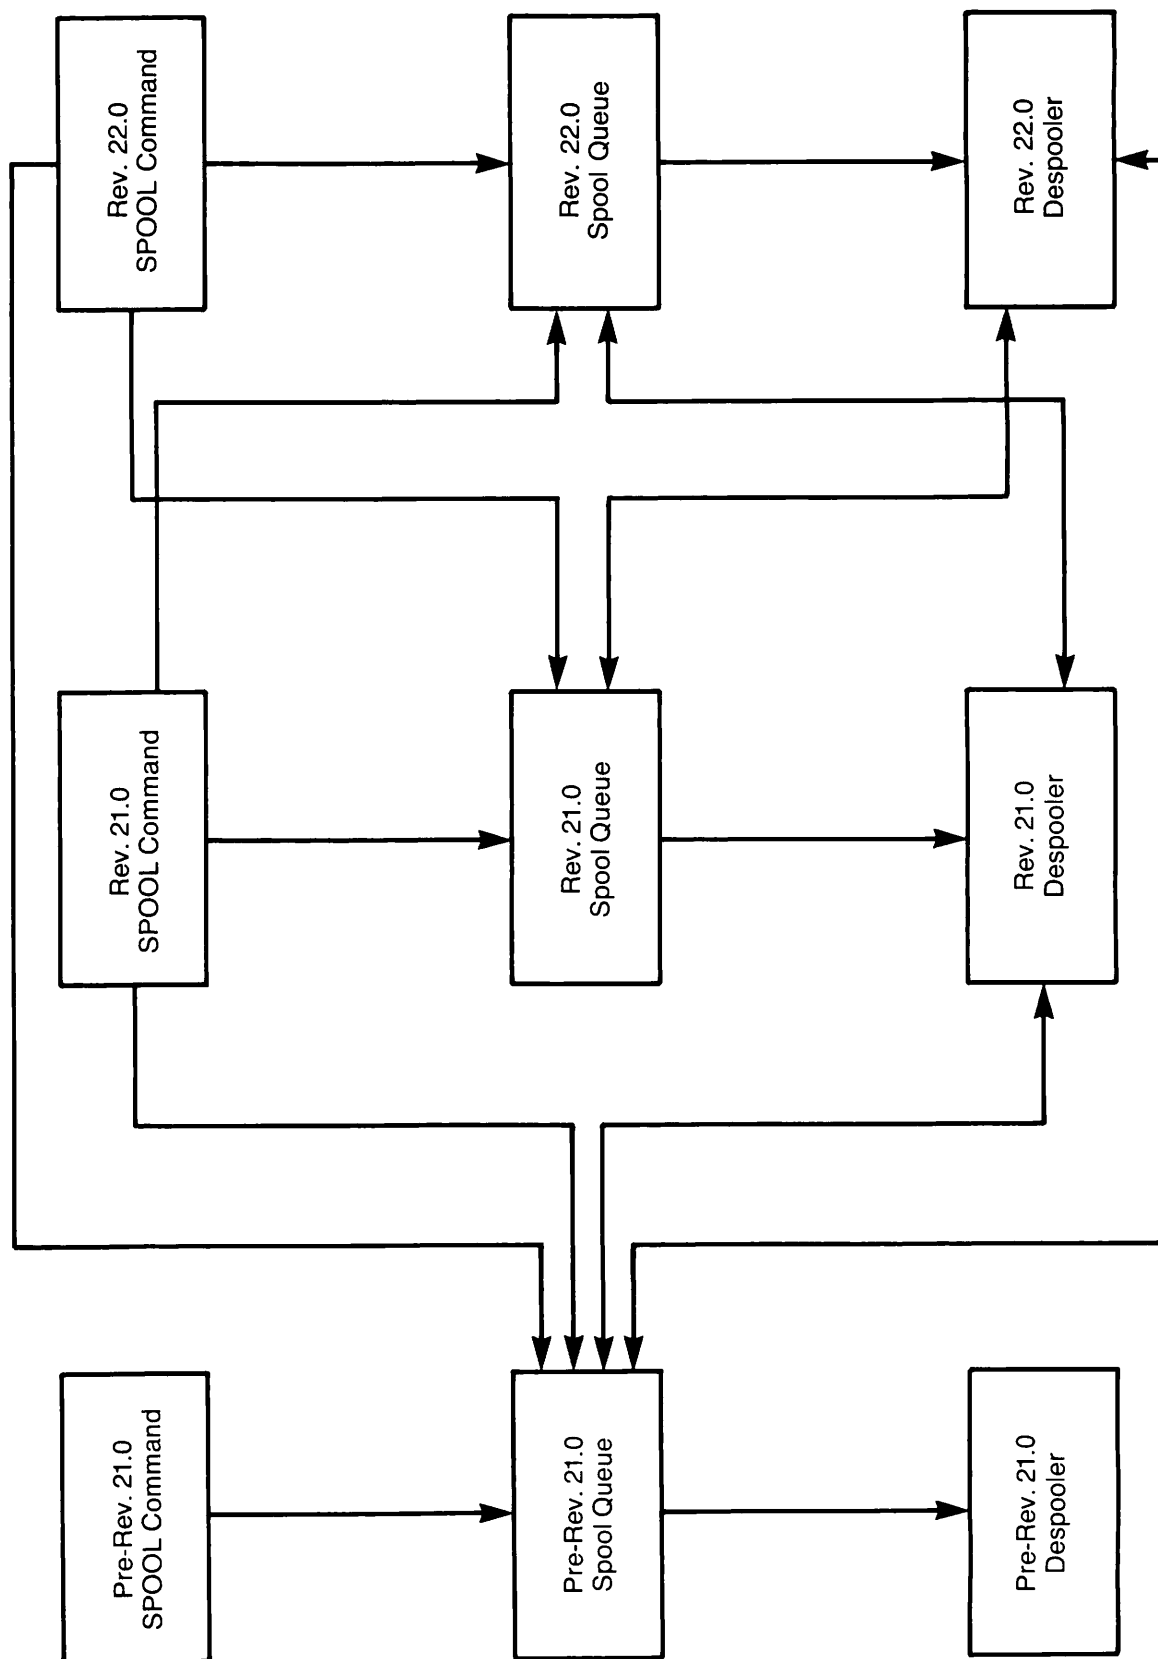 Pre-Rev. 21.0
SPOOL Command
Rev. 21.0
SPOOL Command
Rev. 22.0
SPOOL Command
Pre-Rev. 21.0
Spool Queue
Rev. 21.0
Spool Queue
Rev. 22.0
Spool Queue
Pre-Rev. 21.0
Despooler
Rev. 21.0
Despooler
Rev. 22.0
Despooler